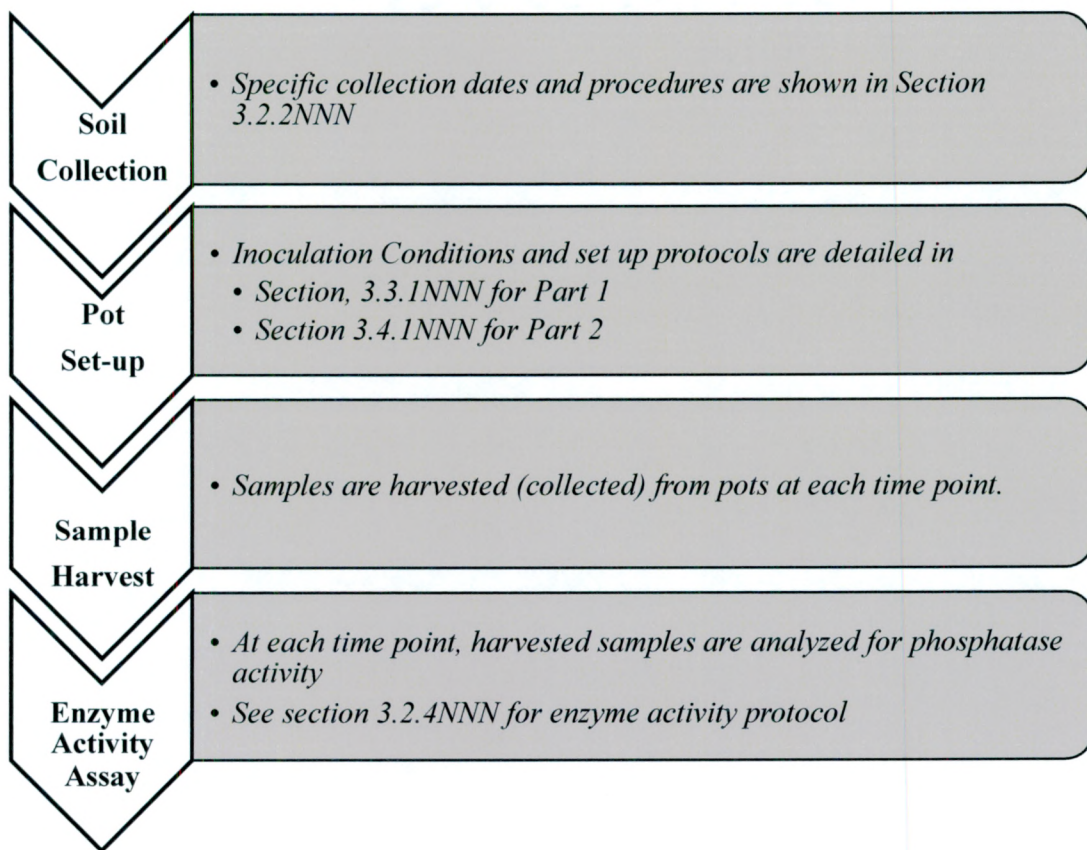 Soil
Collection
• Specific collection dates and procedures are shown in Section
3.2.2NNN
Pot
Set-up
• Inoculation Conditions and set up protocols are detailed in
• Section, 3.3.1NNN for Part 1
• Section 3.4.1NNN for Part 2
Sample
Harvest
• Samples are harvested (collected) from pots at each time point.
Enzyme
Activity
Assay
• At each time point, harvested samples are analyzed for phosphatase
activity
• See section 3.2.4NNN for enzyme activity protocol